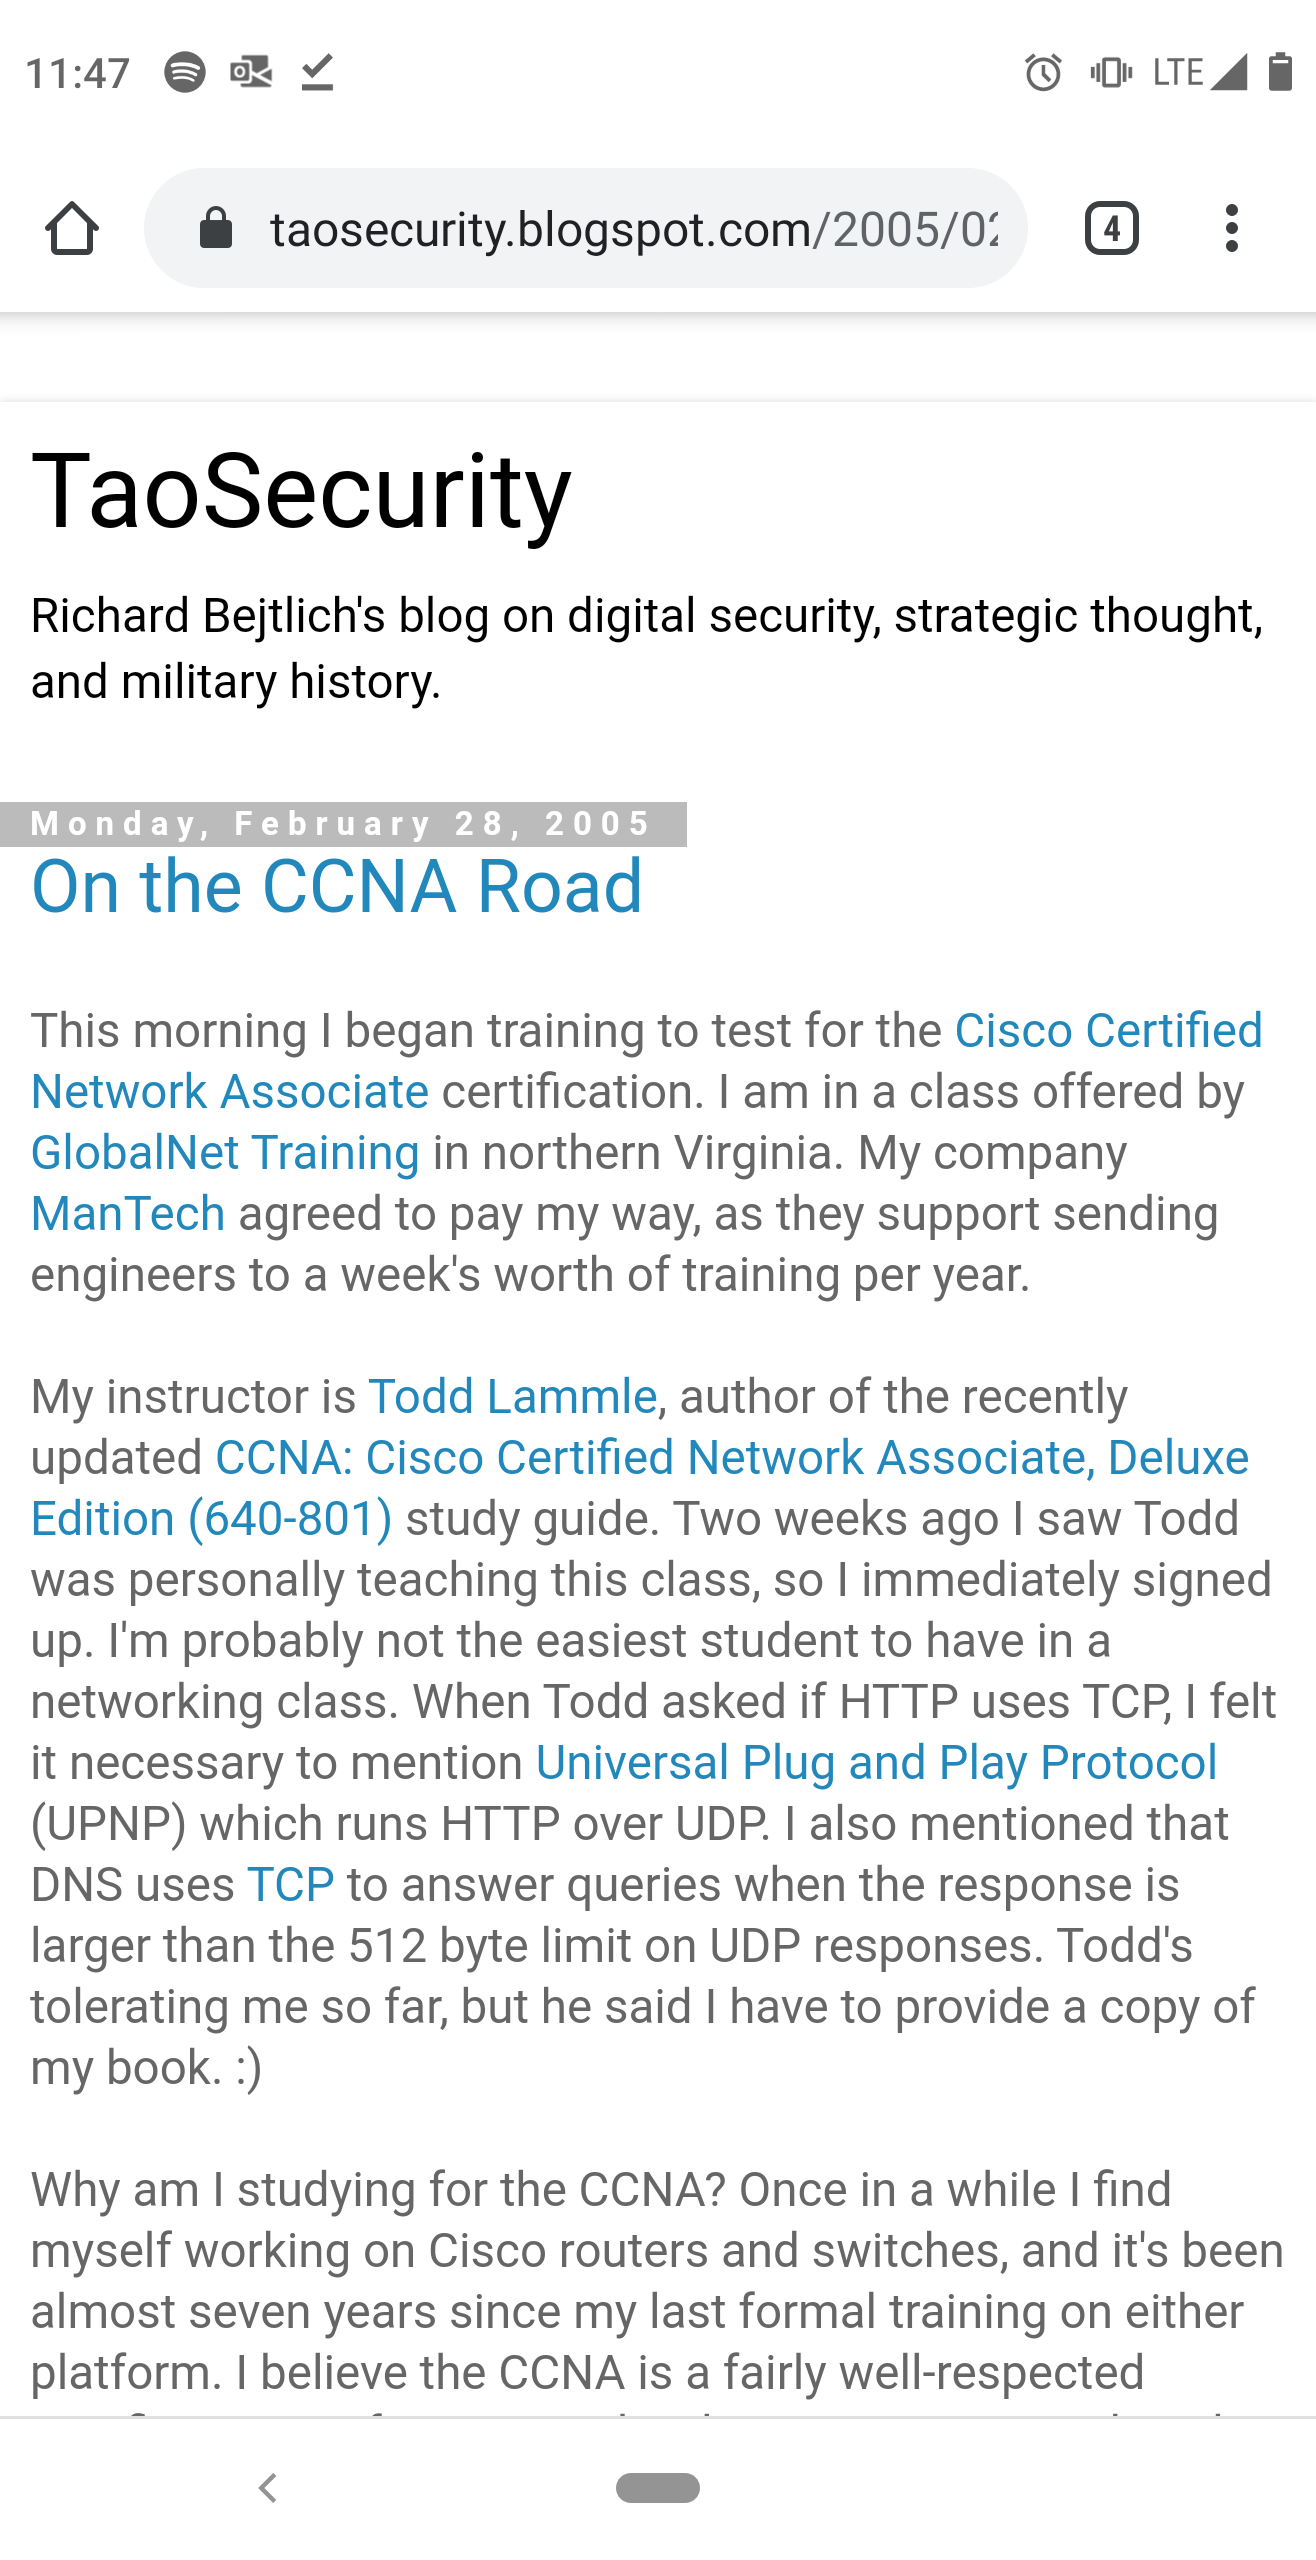 11:47
LTE
taosecurity.blogspot.com/2005/02
4
TaoSecurity
Richard Bejtlich's blog on digital security, strategic thought,
and military history.
Monday, February 28, 2005
On the CCNA Road
This morning I began training to test for the Cisco Certified
Network Associate certification. I am in a class offered by
GlobalNet Training in northern Virginia. My company
ManTech agreed to pay my way, as they support sending
engineers to a week's worth of training per year.
My instructor is Todd Lammle, author of the recently
updated CCNA: Cisco Certified Network Associate, Deluxe
Edition (640-801) study guide. Two weeks ago I saw Todd
was personally teaching this class, so I immediately signed
up. I'm probably not the easiest student to have in a
networking class. When Todd asked if HTTP uses TCP, I felt
it necessary to mention Universal Plug and Play Protocol
(UPNP) which runs HTTP over UDP. I also mentioned that
DNS uses TCP to answer queries when the response is
larger than the 512 byte limit on UDP responses. Todd's
tolerating me so far, but he said I have to provide a copy of
my book. :)
Why am I studying for the CCNA? Once in a while I find
myself working on Cisco routers and switches, and it's been
almost seven years since my last formal training on either
platform. I believe the CCNA is a fairly well-respected